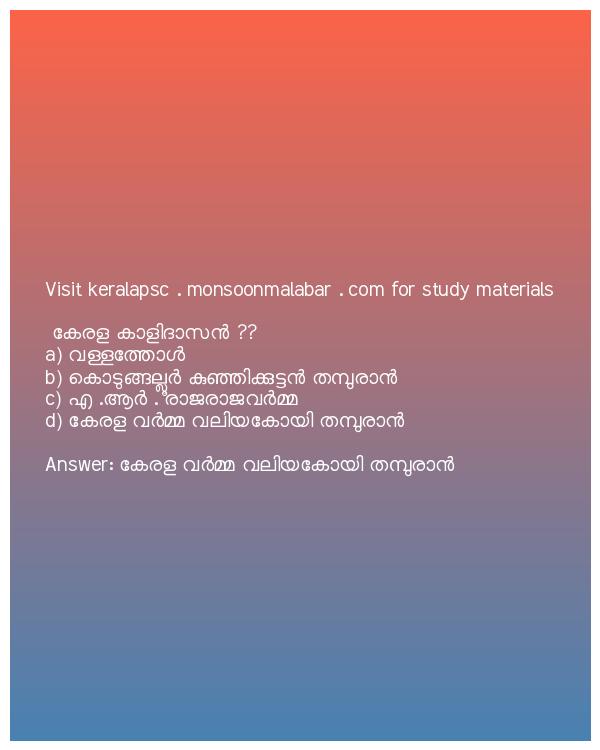 Visit keralapsc . monsoonmalabar . com for study materials
കേരള കാളിദാസൻ ??
a) വള്ളത്തോൾ
b) കൊടുങ്ങല്ലൂർ കുഞ്ഞിക്കുട്ടൻ തമ്പുരാൻ
c) എ .ആർ . രാജരാജവർമ്മ
d) കേരള വർമ്മ വലിയകോയി തമ്പുരാൻ
Answer: കേരള വർമ്മ വലിയകോയി തമ്പുരാൻ